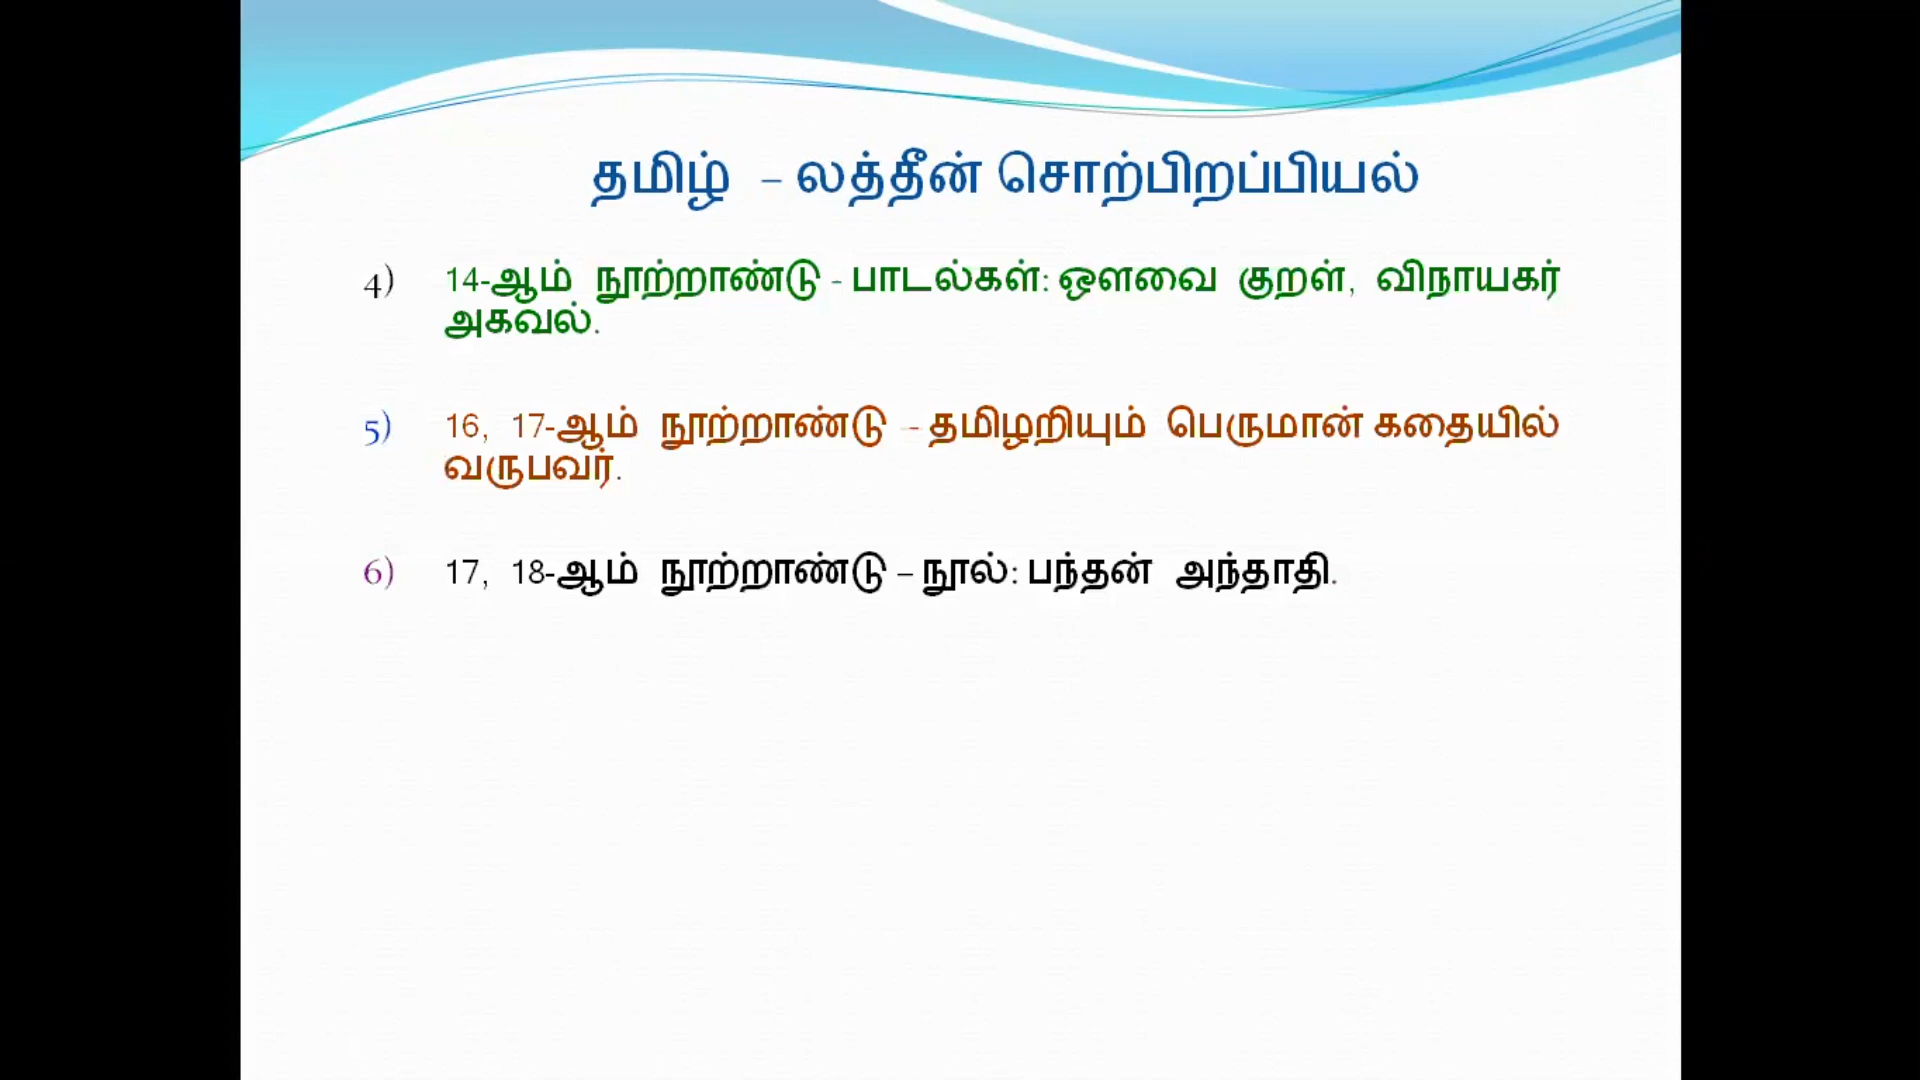 தமிழ் – லத்தீன் சொற்பிறப்பியல்
4) 14-ஆம் நூற்றாண்டு - பாடல்கள்: ஔவை குறள், விநாயகர்
அகவல்.
5) 16, 17-ஆம் நூற்றாண்டு – தமிழறியும் பெருமான் கதையில்
வருபவர்.
6) 17, 18-ஆம் நூற்றாண்டு – நூல்: பந்தன் அந்தாதி.